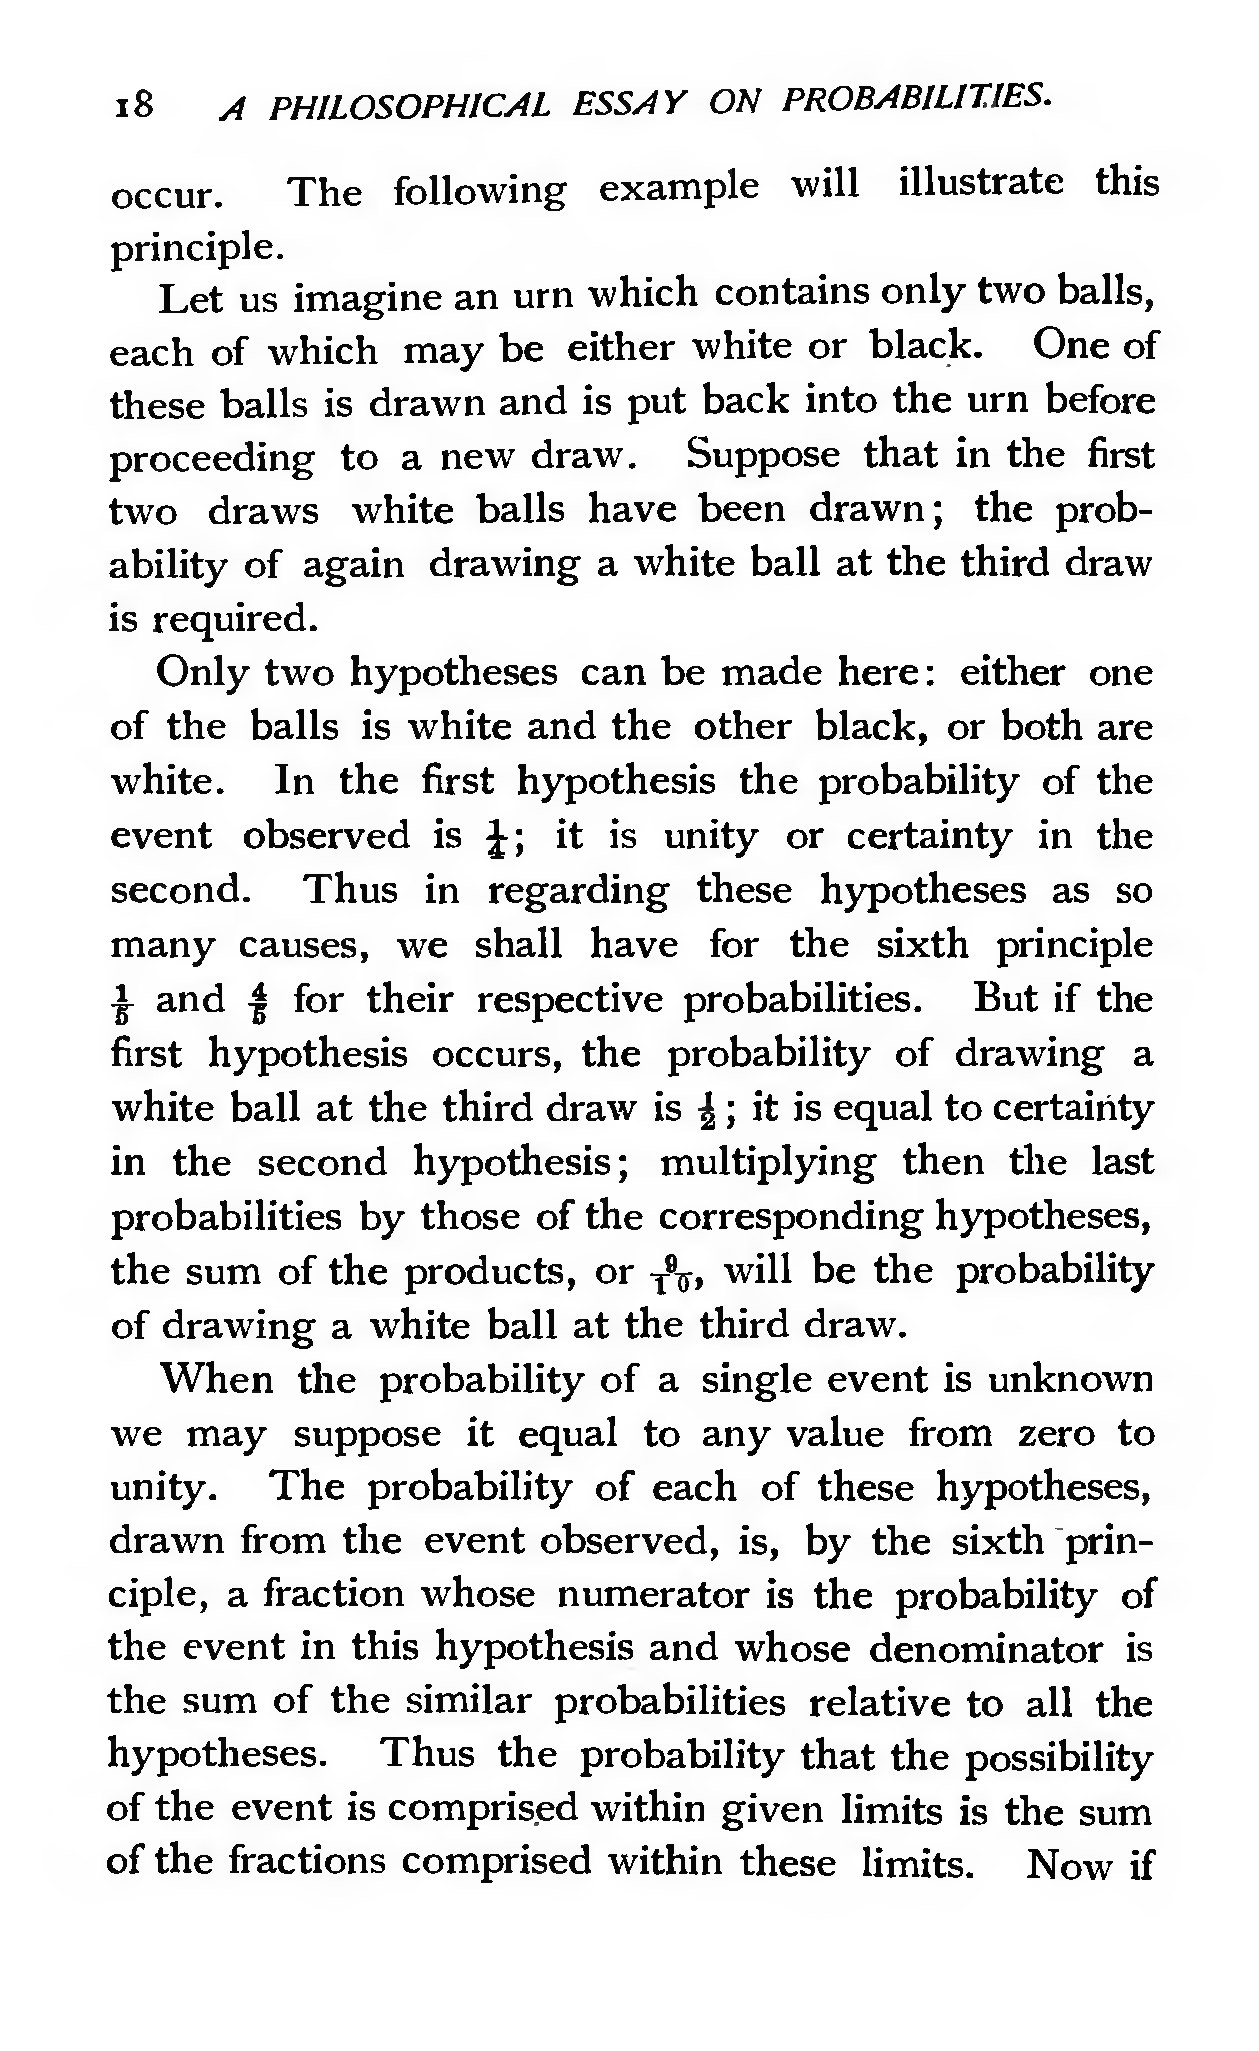 18 A PHILOSOPHICAL ESSAY ON PROBABILITIES.
occur. The following example will illustrate this
principle.
Let us imagine an urn which contains only two balls,
each of which may be either white or black. One of
these balls is drawn and is put back into the urn before
proceeding to a new draw. Suppose that in the first
two draws white balls have been drawn; the prob-
ability of again drawing a white ball at the third draw
is required.
Only two hypotheses can be made here: either one
of the balls is white and the other black, or both are
white. In the first hypothesis the probability of the
event observed is 1/4; it is unity or certainty in the
second. Thus in regarding these hypotheses as so
many causes, we shall have for the sixth principle
1/5 and 4/5 for their respective probabilities. But if the
first hypothesis occurs, the probability of drawing a
white ball at the third draw is 1/2; it is equal to certainty
in the second hypothesis; multiplying then the last
probabilities by those of the corresponding hypotheses,
the sum of the products, or 9/10, will be the probability
of drawing a white ball at the third draw.
When the probability of a single event is unknown
we may suppose it equal to any value from zero to
unity. The probability of each of these hypotheses,
drawn from the event observed, is, by the sixth prin-
ciple, a fraction whose numerator is the probability of
the event in this hypothesis and whose denominator is
the sum of the similar probabilities relative to all the
hypotheses. Thus the probability that the possibility
of the event is comprised within given limits is the sum
of the fractions comprised within these limits. Now if